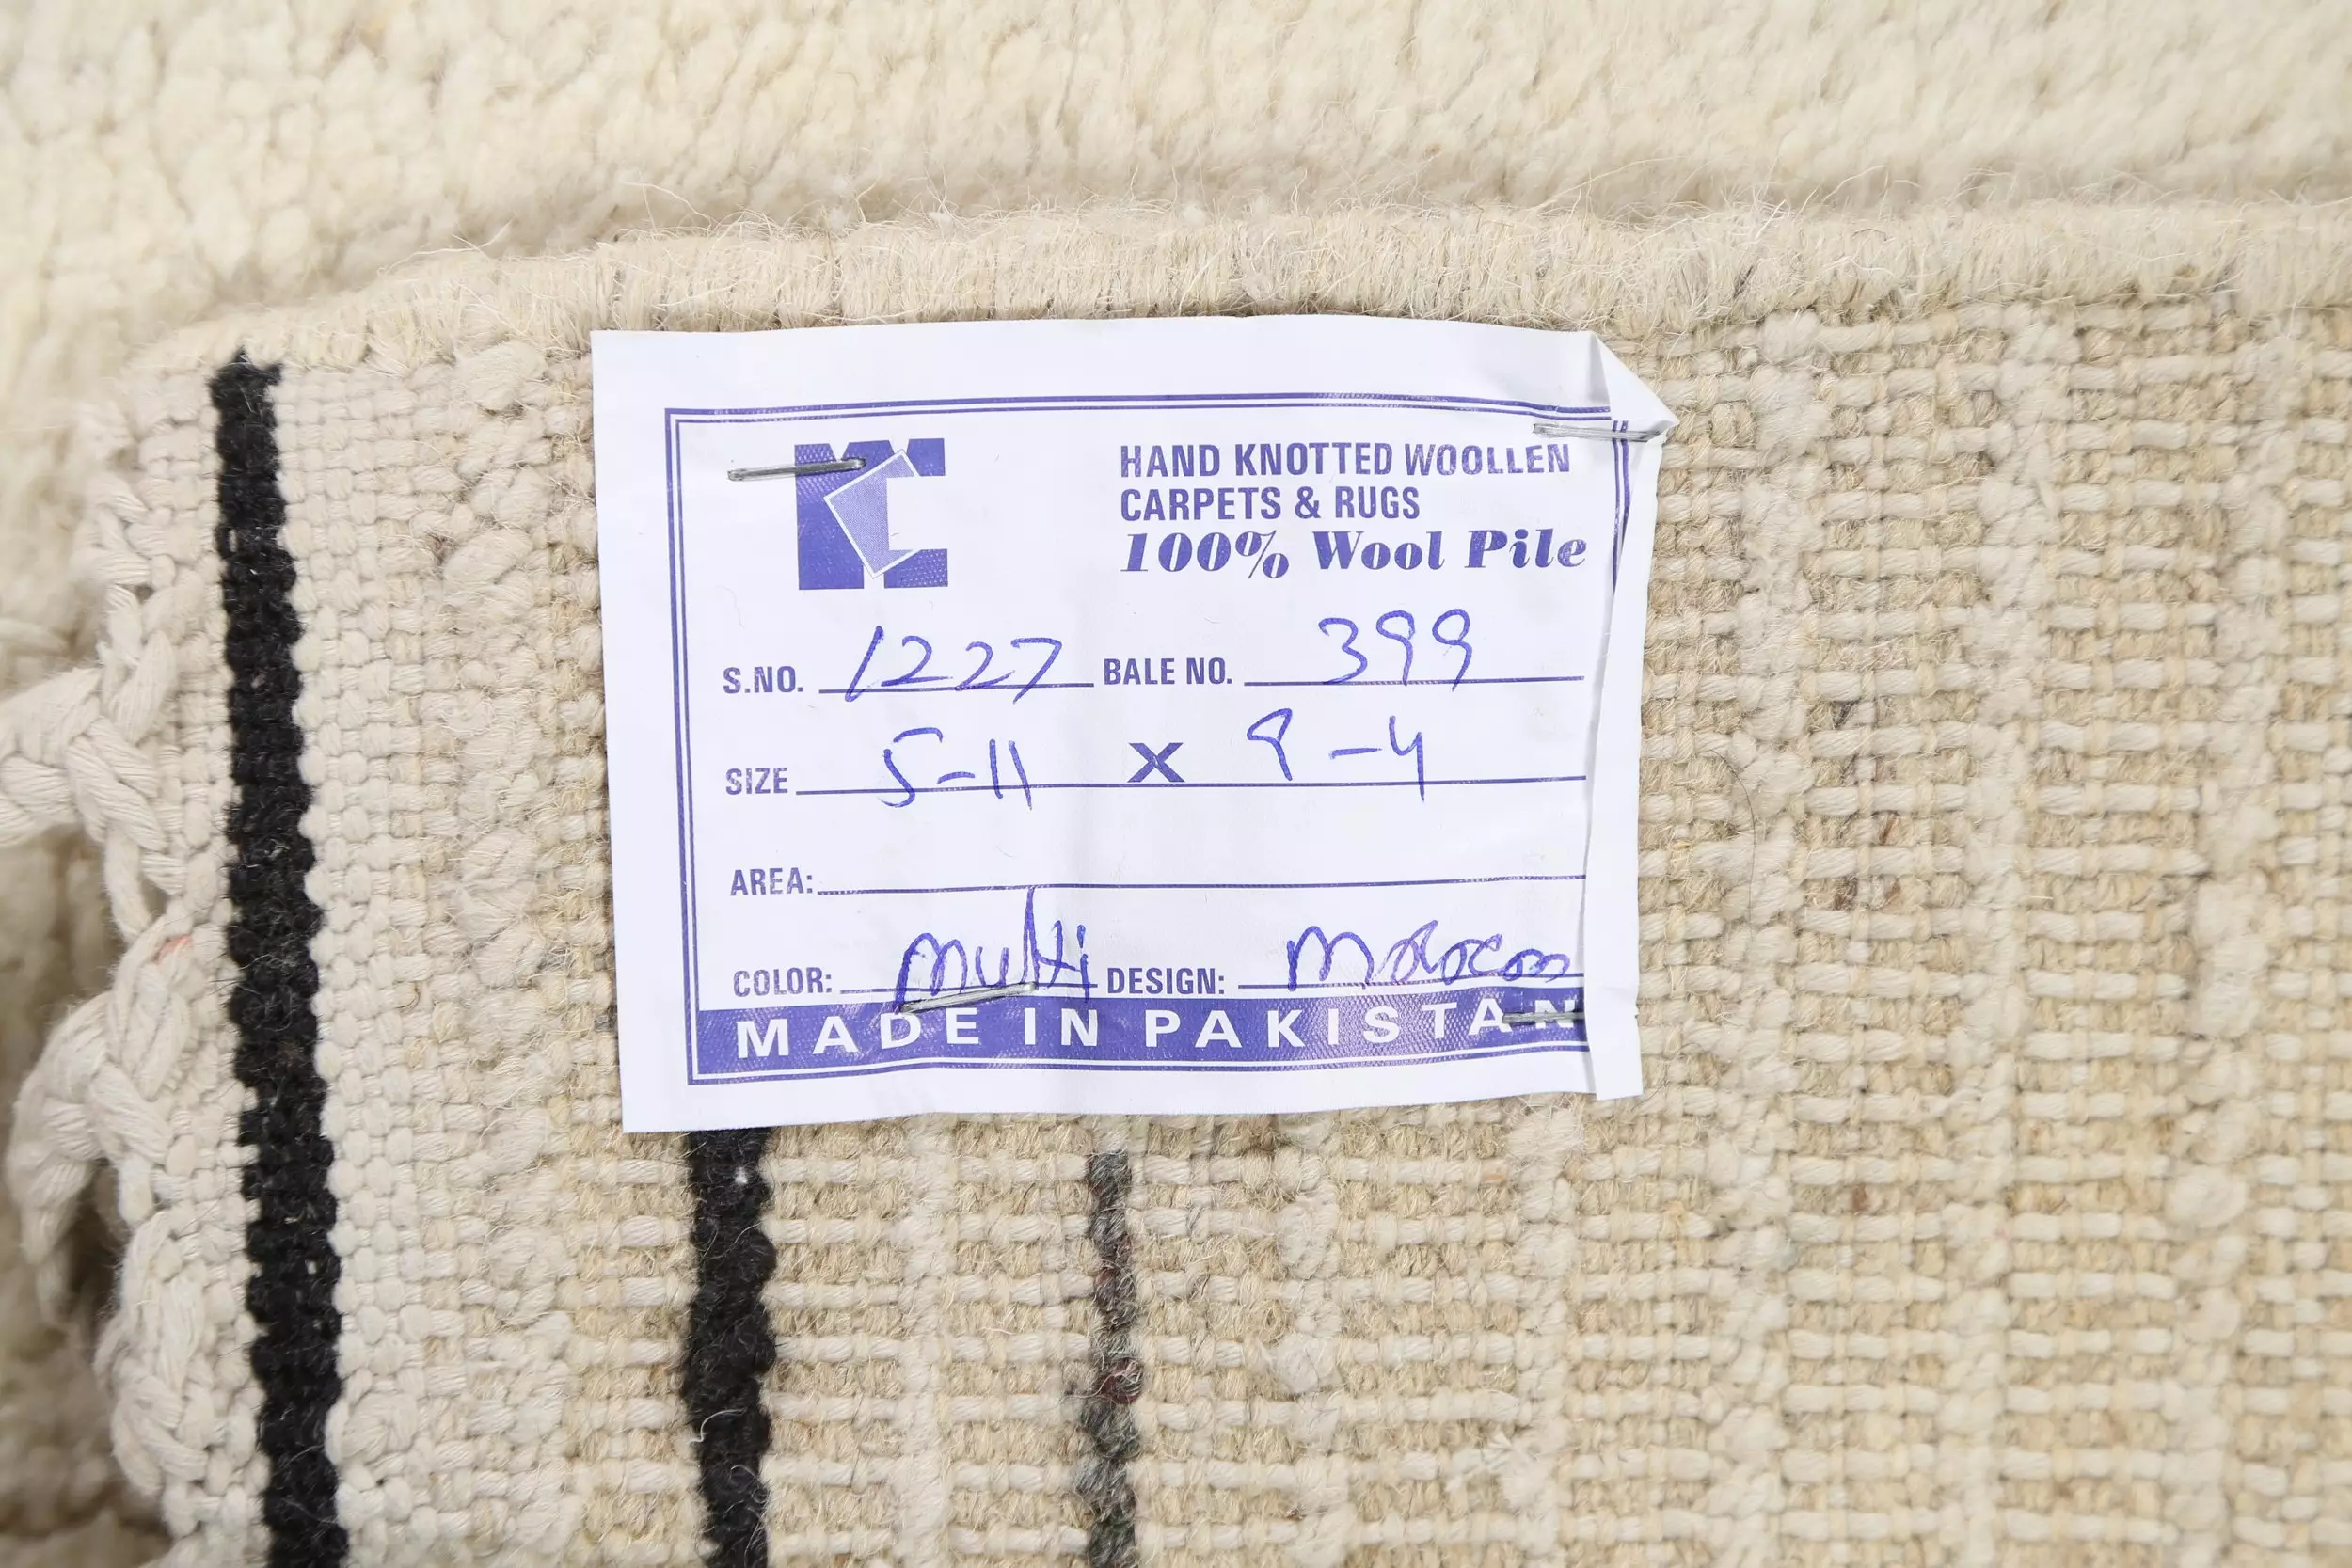 KC
HAND KNOTTED WOOLLEN
CARPETS & RUGS
100% Wool Pile
S.NO. 1227 BALE NO. 399
SIZE 5-11 X 9-4
AREA:
COLOR: multi DESIGN:
MADE IN PAKISTAN